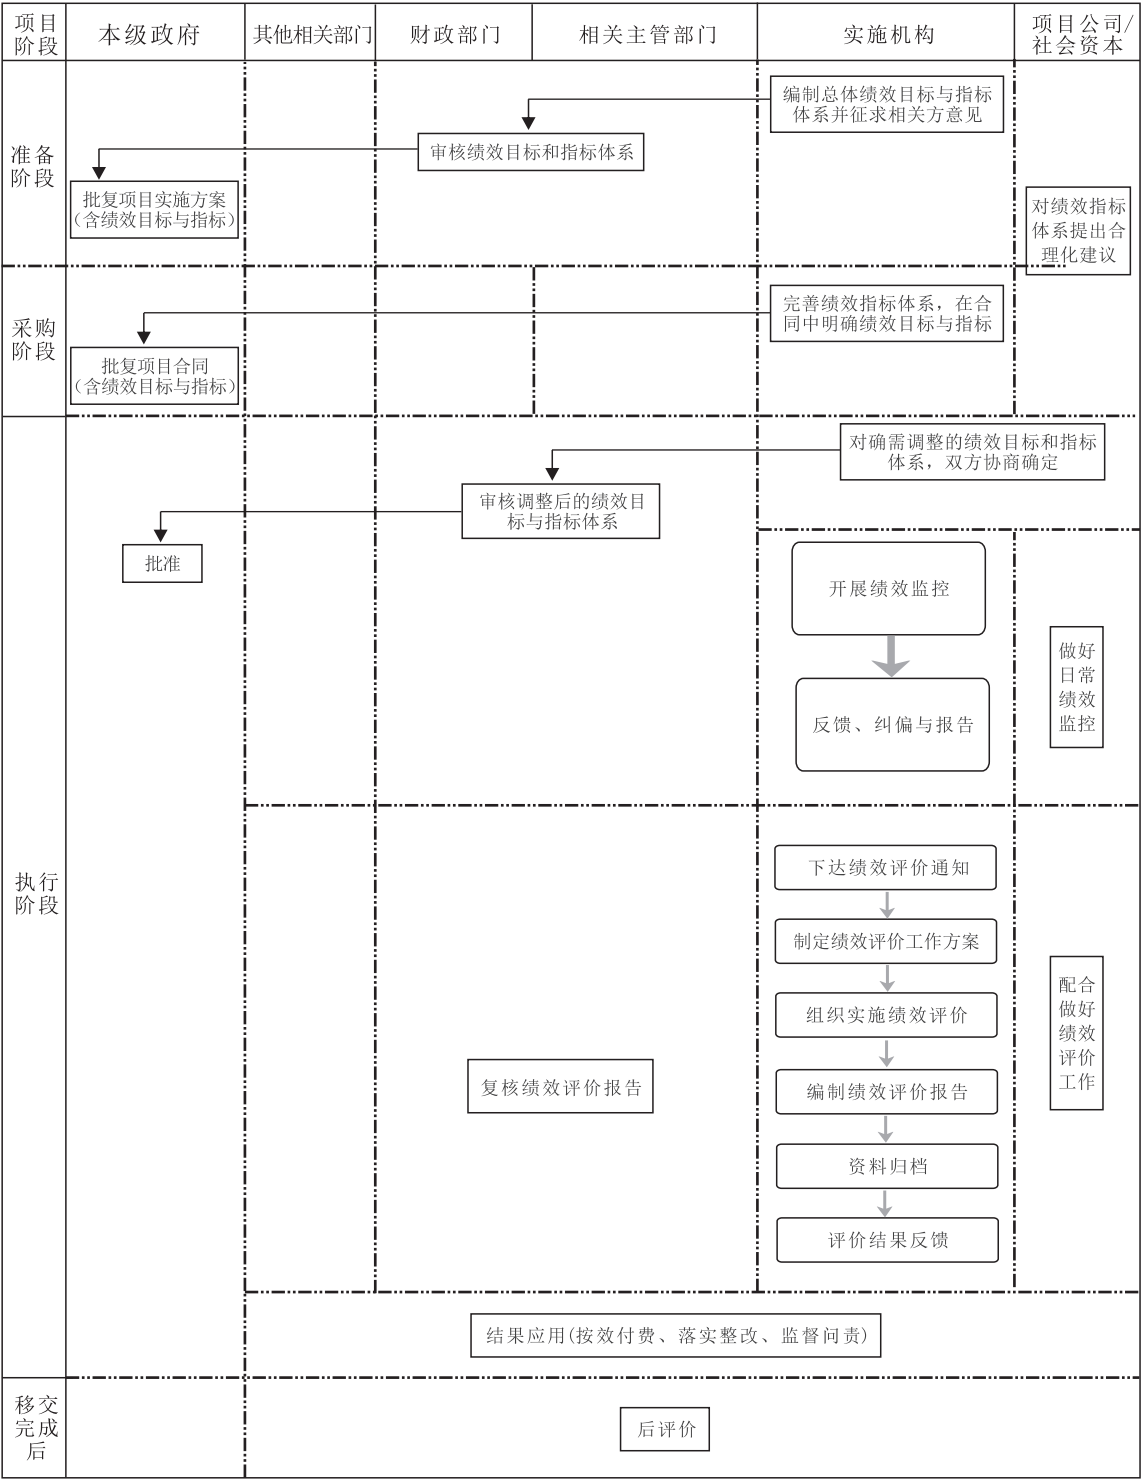 项目
阶段
本级政府
其他相关部门
财政部门
相关主管部门
实施机构
项目公司/
社会资本
准备
阶段
编制总体绩效目标与指标
体系并征求相关方意见
审核绩效目标和指标体系
批复项目实施方案
（含绩效目标与指标）
对绩效指标
体系提出合
理化建议
采购
阶段
完善绩效指标体系，在合
同中明确绩效目标与指标
批复项目合同
（含绩效目标与指标）
执行
阶段
对确需调整的绩效目标和指标
体系，双方协商确定
审核调整后的绩效目
标与指标体系
批准
开展绩效监控
反馈、纠偏与报告
做好
日常
绩效
监控
下达绩效评价通知
制定绩效评价工作方案
组织实施绩效评价
编制绩效评价报告
资料归档
评价结果反馈
复核绩效评价报告
配合
做好
绩效
评价
工作
结果应用(按效付费、落实整改、监督问责)
移交
完成
后
后评价